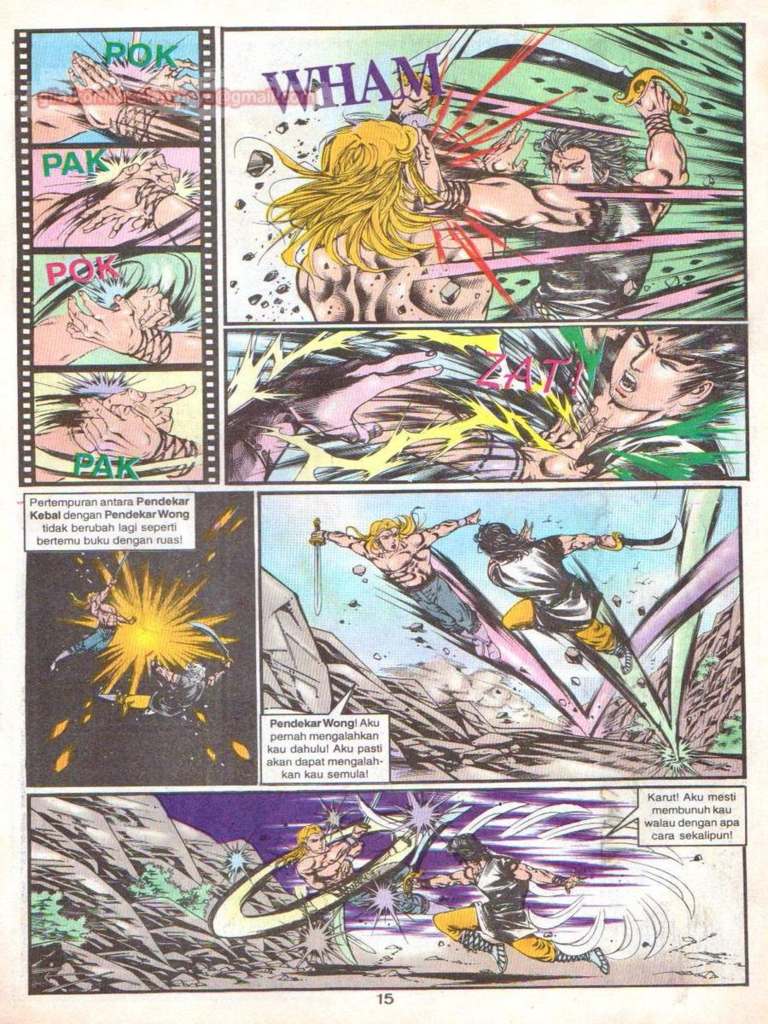 POK
PAK
POK
PAK
WHAM
ZAT!
Pertempuran antara Pendekar
Kebal dengan Pendekar Wong
tidak berubah lagi seperti
bertemu buku dengan ruas!
Pendekar Wong! Aku
pernah mengalahkan
kau dahulu! Aku pasti
akan dapat mengalah-
kan kau semula!
Karut! Aku mesti
membunuh kau
walau dengan apa
cara sekalipun!
15